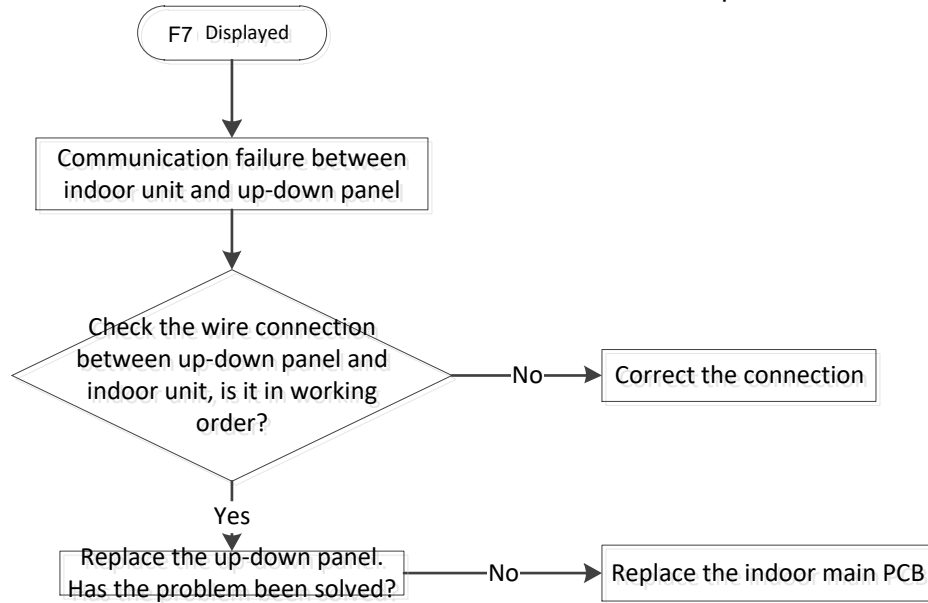 F7 Displayed
Communication failure between
indoor unit and up-down panel
Check the wire connection
between up-down panel and
indoor unit, is it in working
order?
No
Correct the connection
Yes
Replace the up-down panel.
Has the problem been solved?
No
Replace the indoor main PCB